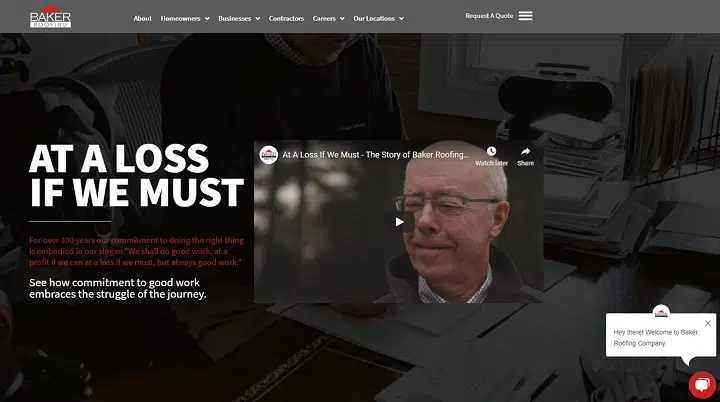 BAKER
ROOFING
About Homeowners Businesses Contractors Careers Our Locations
Request A Quote
AT A LOSS
IF WE MUST
For over 100 years our commitment to doing the right thing
is embodied in our slogan "We shall do good work, at a
profit if we can at a loss if we must, but always good work."
See how commitment to good work
embraces the struggle of the journey.
At A Loss If We Must - The Story of Baker Roofing...
Watch later Share
Hey there! Welcome to Baker
Roofing Company.